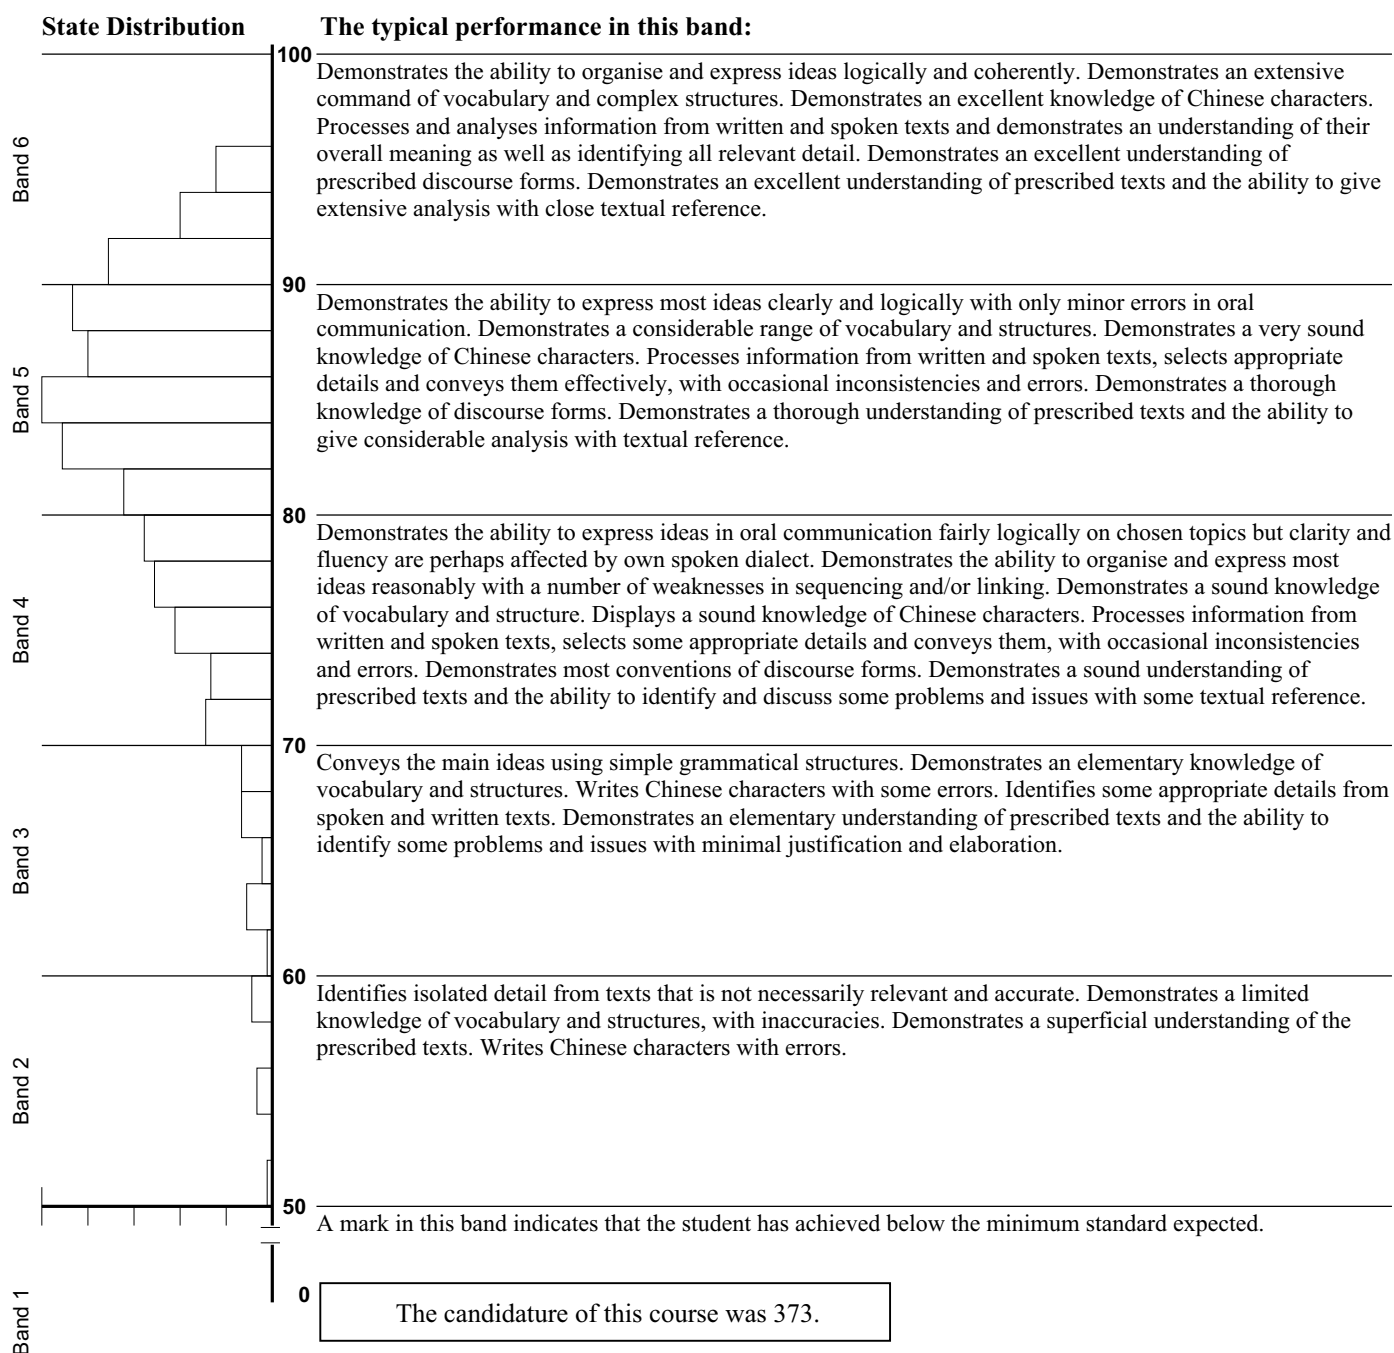 State Distribution
The typical performance in this band:
100
Demonstrates the ability to organise and express ideas logically and coherently. Demonstrates an extensive
command of vocabulary and complex structures. Demonstrates an excellent knowledge of Chinese characters.
Processes and analyses information from written and spoken texts and demonstrates an understanding of their
overall meaning as well as identifying all relevant detail. Demonstrates an excellent understanding of
prescribed discourse forms. Demonstrates an excellent understanding of prescribed texts and the ability to give
extensive analysis with close textual reference.
Band 6
90
Demonstrates the ability to express most ideas clearly and logically with only minor errors in oral
communication. Demonstrates a considerable range of vocabulary and structures. Demonstrates a very sound
knowledge of Chinese characters. Processes information from written and spoken texts, selects appropriate
details and conveys them effectively, with occasional inconsistencies and errors. Demonstrates a thorough
knowledge of discourse forms. Demonstrates a thorough understanding of prescribed texts and the ability to
give considerable analysis with textual reference.
Band 5
80
Demonstrates the ability to express ideas in oral communication fairly logically on chosen topics but clarity and
fluency are perhaps affected by own spoken dialect. Demonstrates the ability to organise and express most
ideas reasonably with a number of weaknesses in sequencing and/or linking. Demonstrates a sound knowledge
of vocabulary and structure. Displays a sound knowledge of Chinese characters. Processes information from
written and spoken texts, selects some appropriate details and conveys them, with occasional inconsistencies
and errors. Demonstrates most conventions of discourse forms. Demonstrates a sound understanding of
prescribed texts and the ability to identify and discuss some problems and issues with some textual reference.
Band 4
70
Conveys the main ideas using simple grammatical structures. Demonstrates an elementary knowledge of
vocabulary and structures. Writes Chinese characters with some errors. Identifies some appropriate details from
spoken and written texts. Demonstrates an elementary understanding of prescribed texts and the ability to
identify some problems and issues with minimal justification and elaboration.
Band 3
60
Identifies isolated detail from texts that is not necessarily relevant and accurate. Demonstrates a limited
knowledge of vocabulary and structures, with inaccuracies. Demonstrates a superficial understanding of the
prescribed texts. Writes Chinese characters with errors.
Band 2
50
A mark in this band indicates that the student has achieved below the minimum standard expected.
0
Band 1
The candidature of this course was 373.